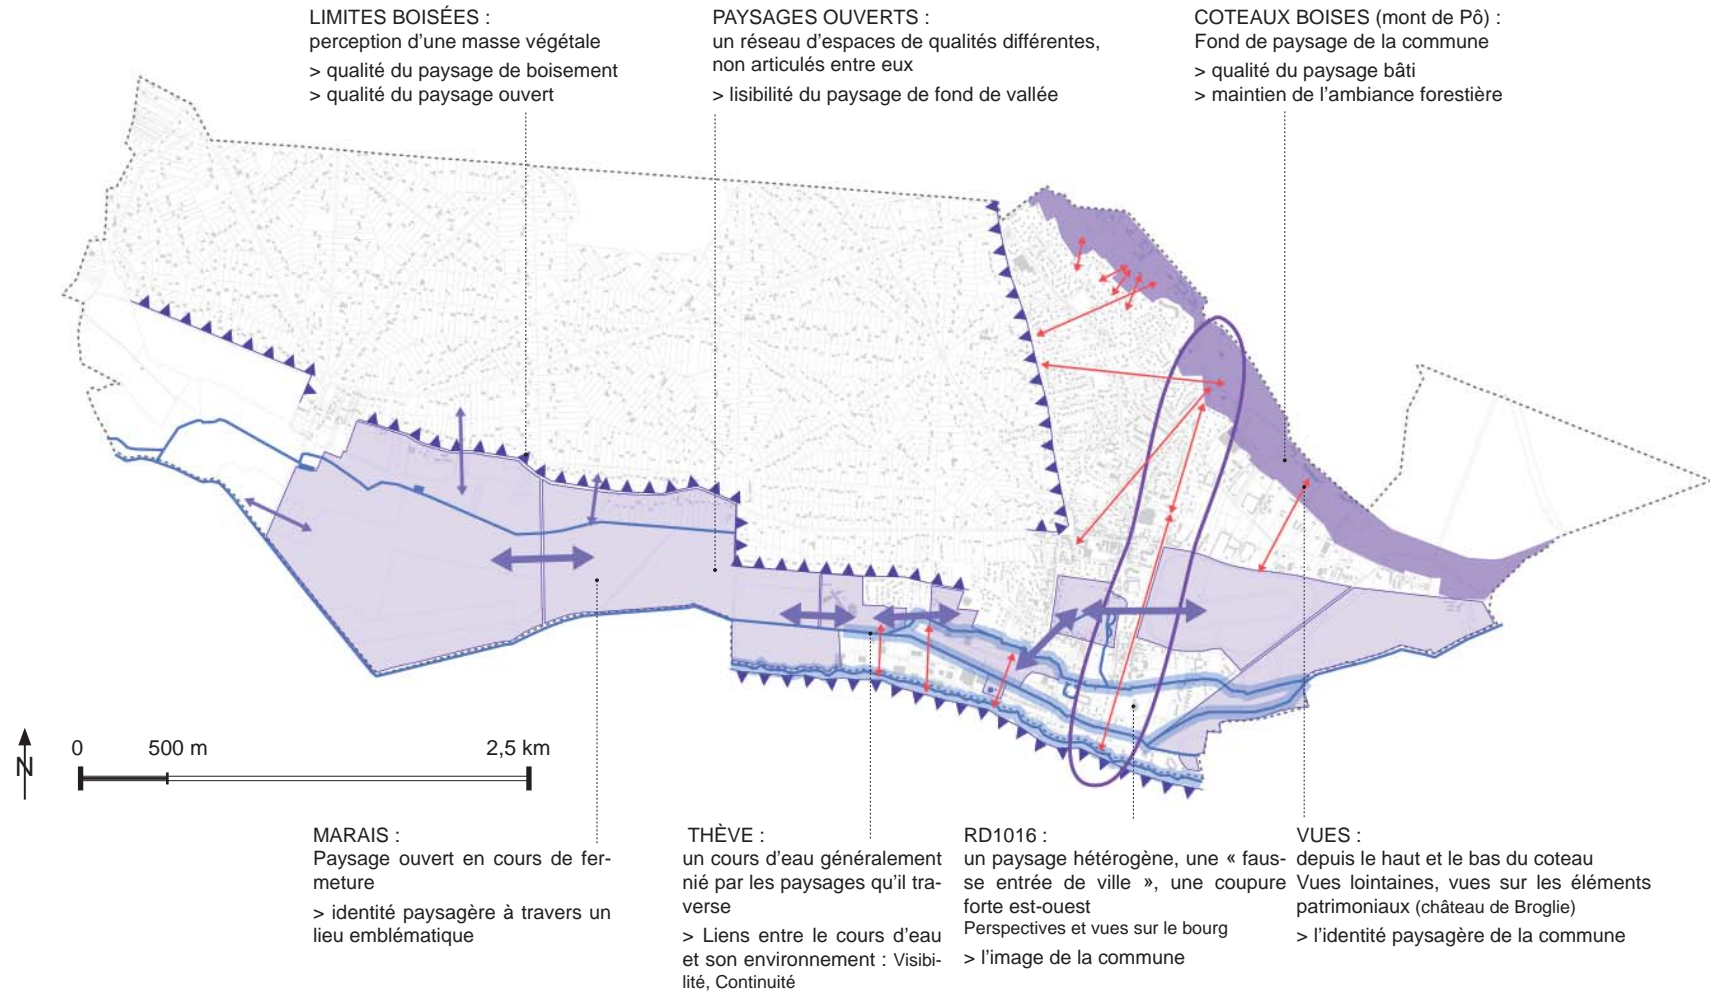 LIMITES BOISÉES :
perception d'une masse végétale
> qualité du paysage de boisement
> qualité du paysage ouvert
PAYSAGES OUVERTS :
un réseau d'espaces de qualités différentes,
non articulés entre eux
> lisibilité du paysage de fond de vallée
COTEAUX BOISES (mont de Pô) :
Fond de paysage de la commune
> qualité du paysage bâti
> maintien de l'ambiance forestière
N
0 500 m 2,5 km
MARAIS :
Paysage ouvert en cours de fer-
meture
> identité paysagère à travers un
lieu emblématique
THÈVE :
un cours d'eau généralement
nié par les paysages qu'il tra-
verse
> Liens entre le cours d'eau
et son environnement : Visibi-
lité, Continuité
RD1016 :
un paysage hétérogène, une « faus-
se entrée de ville », une coupure
forte est-ouest
Perspectives et vues sur le bourg
> l'image de la commune
VUES :
depuis le haut et le bas du coteau
Vues lointaines, vues sur les éléments
patrimoniaux (château de Broglie)
> l'identité paysagère de la commune